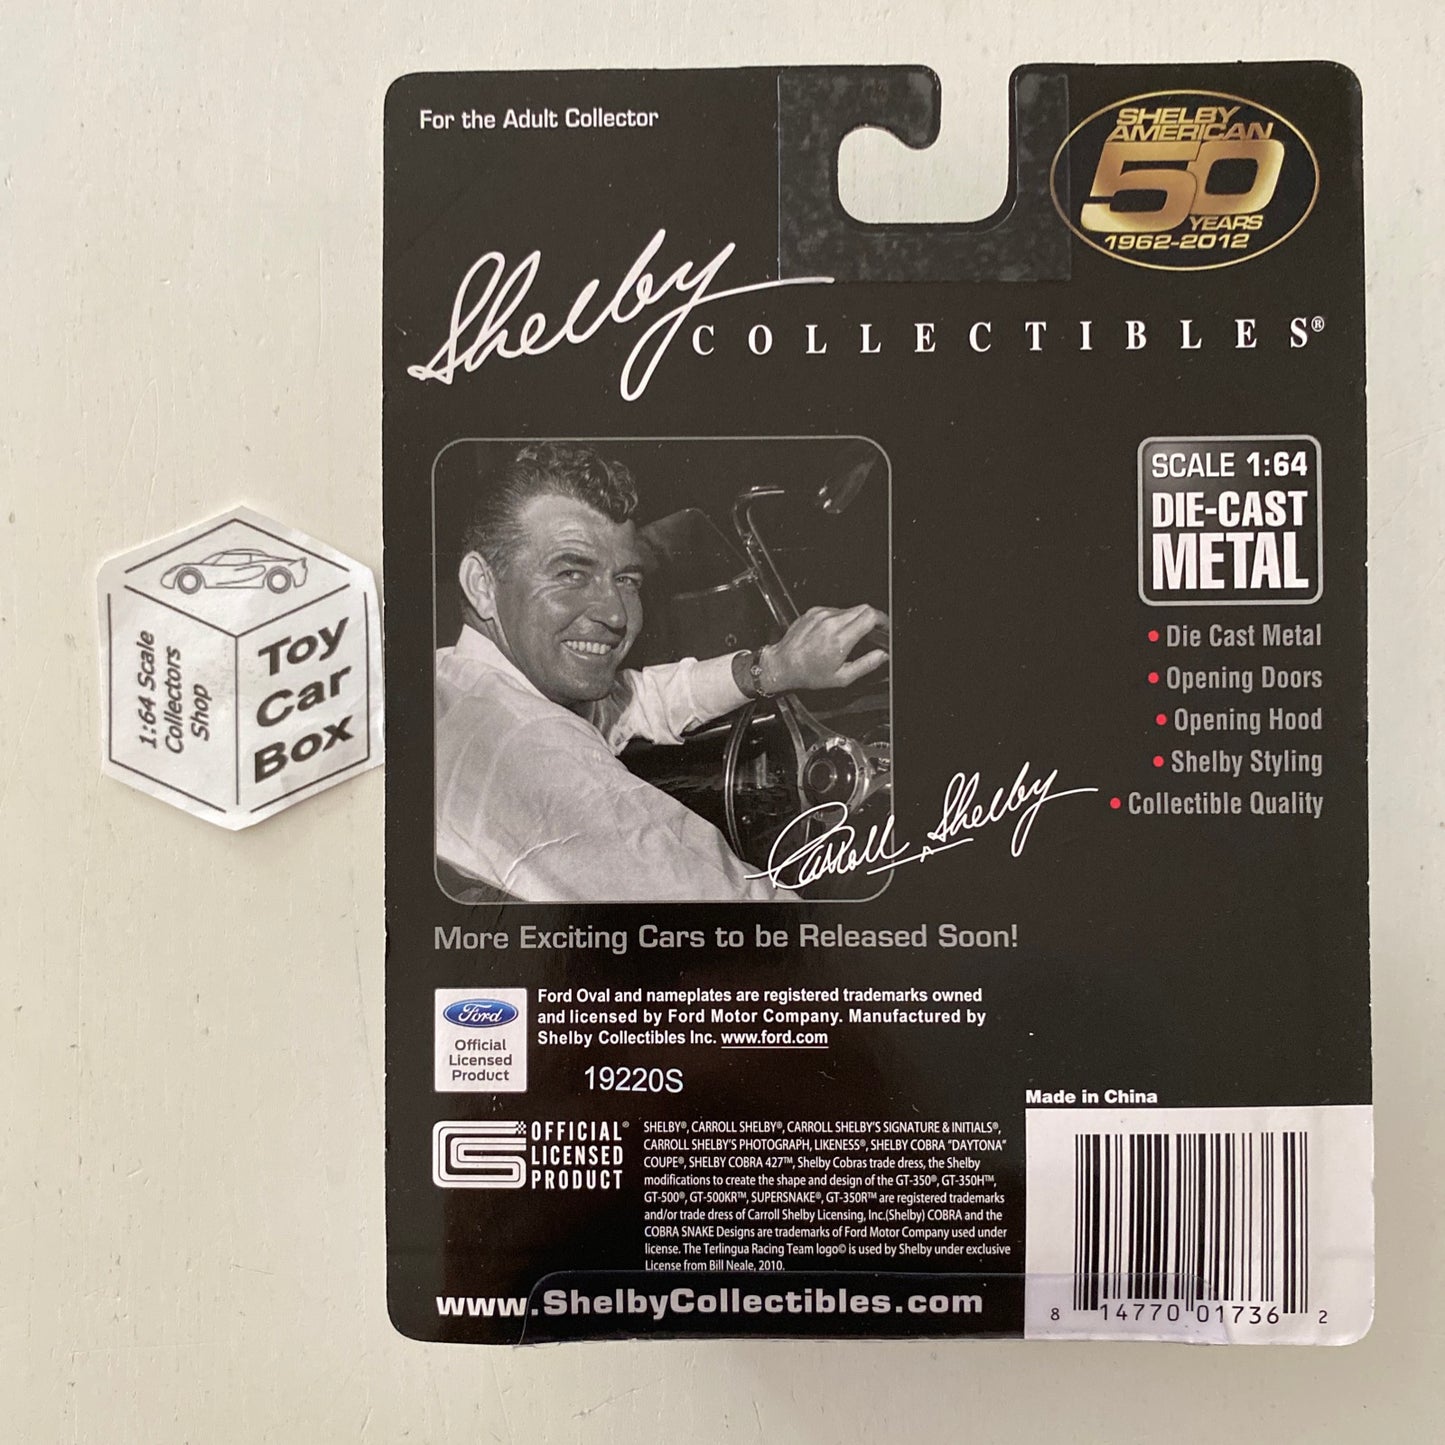 For the Adult Collector
SHELBY
AMERICAN
50
YEARS
1962-2012
Shelby
COLLECTIBLES®
SCALE 1:64
DIE-CAST
METAL
• Die Cast Metal
• Opening Doors
• Opening Hood
• Shelby Styling
• Collectible Quality
1:64 Scale
Collectors
Shop
Toy
Car
Box
Carroll Shelby
More Exciting Cars to be Released Soon!
Ford
Official
Licensed
Product
Ford Oval and nameplates are registered trademarks owned
and licensed by Ford Motor Company. Manufactured by
Shelby Collectibles Inc. www.ford.com
19220S
Made in China
OFFICIAL®
LICENSED
PRODUCT
SHELBY®, CARROLL SHELBY®, CARROLL SHELBY'S SIGNATURE & INITIALS®,
CARROLL SHELBY'S PHOTOGRAPH, LIKENESS®, SHELBY COBRA "DAYTONA"
COUPE®, SHELBY COBRA 427™, Shelby Cobras trade dress, the Shelby
modifications to create the shape and design of the GT-350®, GT-350H™,
GT-500®, GT-500KR™, SUPERSNAKE®, GT-350R™ are registered trademarks
and/or trade dress of Carroll Shelby Licensing, Inc.(Shelby) COBRA and the
COBRA SNAKE Designs are trademarks of Ford Motor Company used under
license. The Terlingua Racing Team logo© is used by Shelby under exclusive
License from Bill Neale, 2010.
www.ShelbyCollectibles.com
8 14770 01736 2